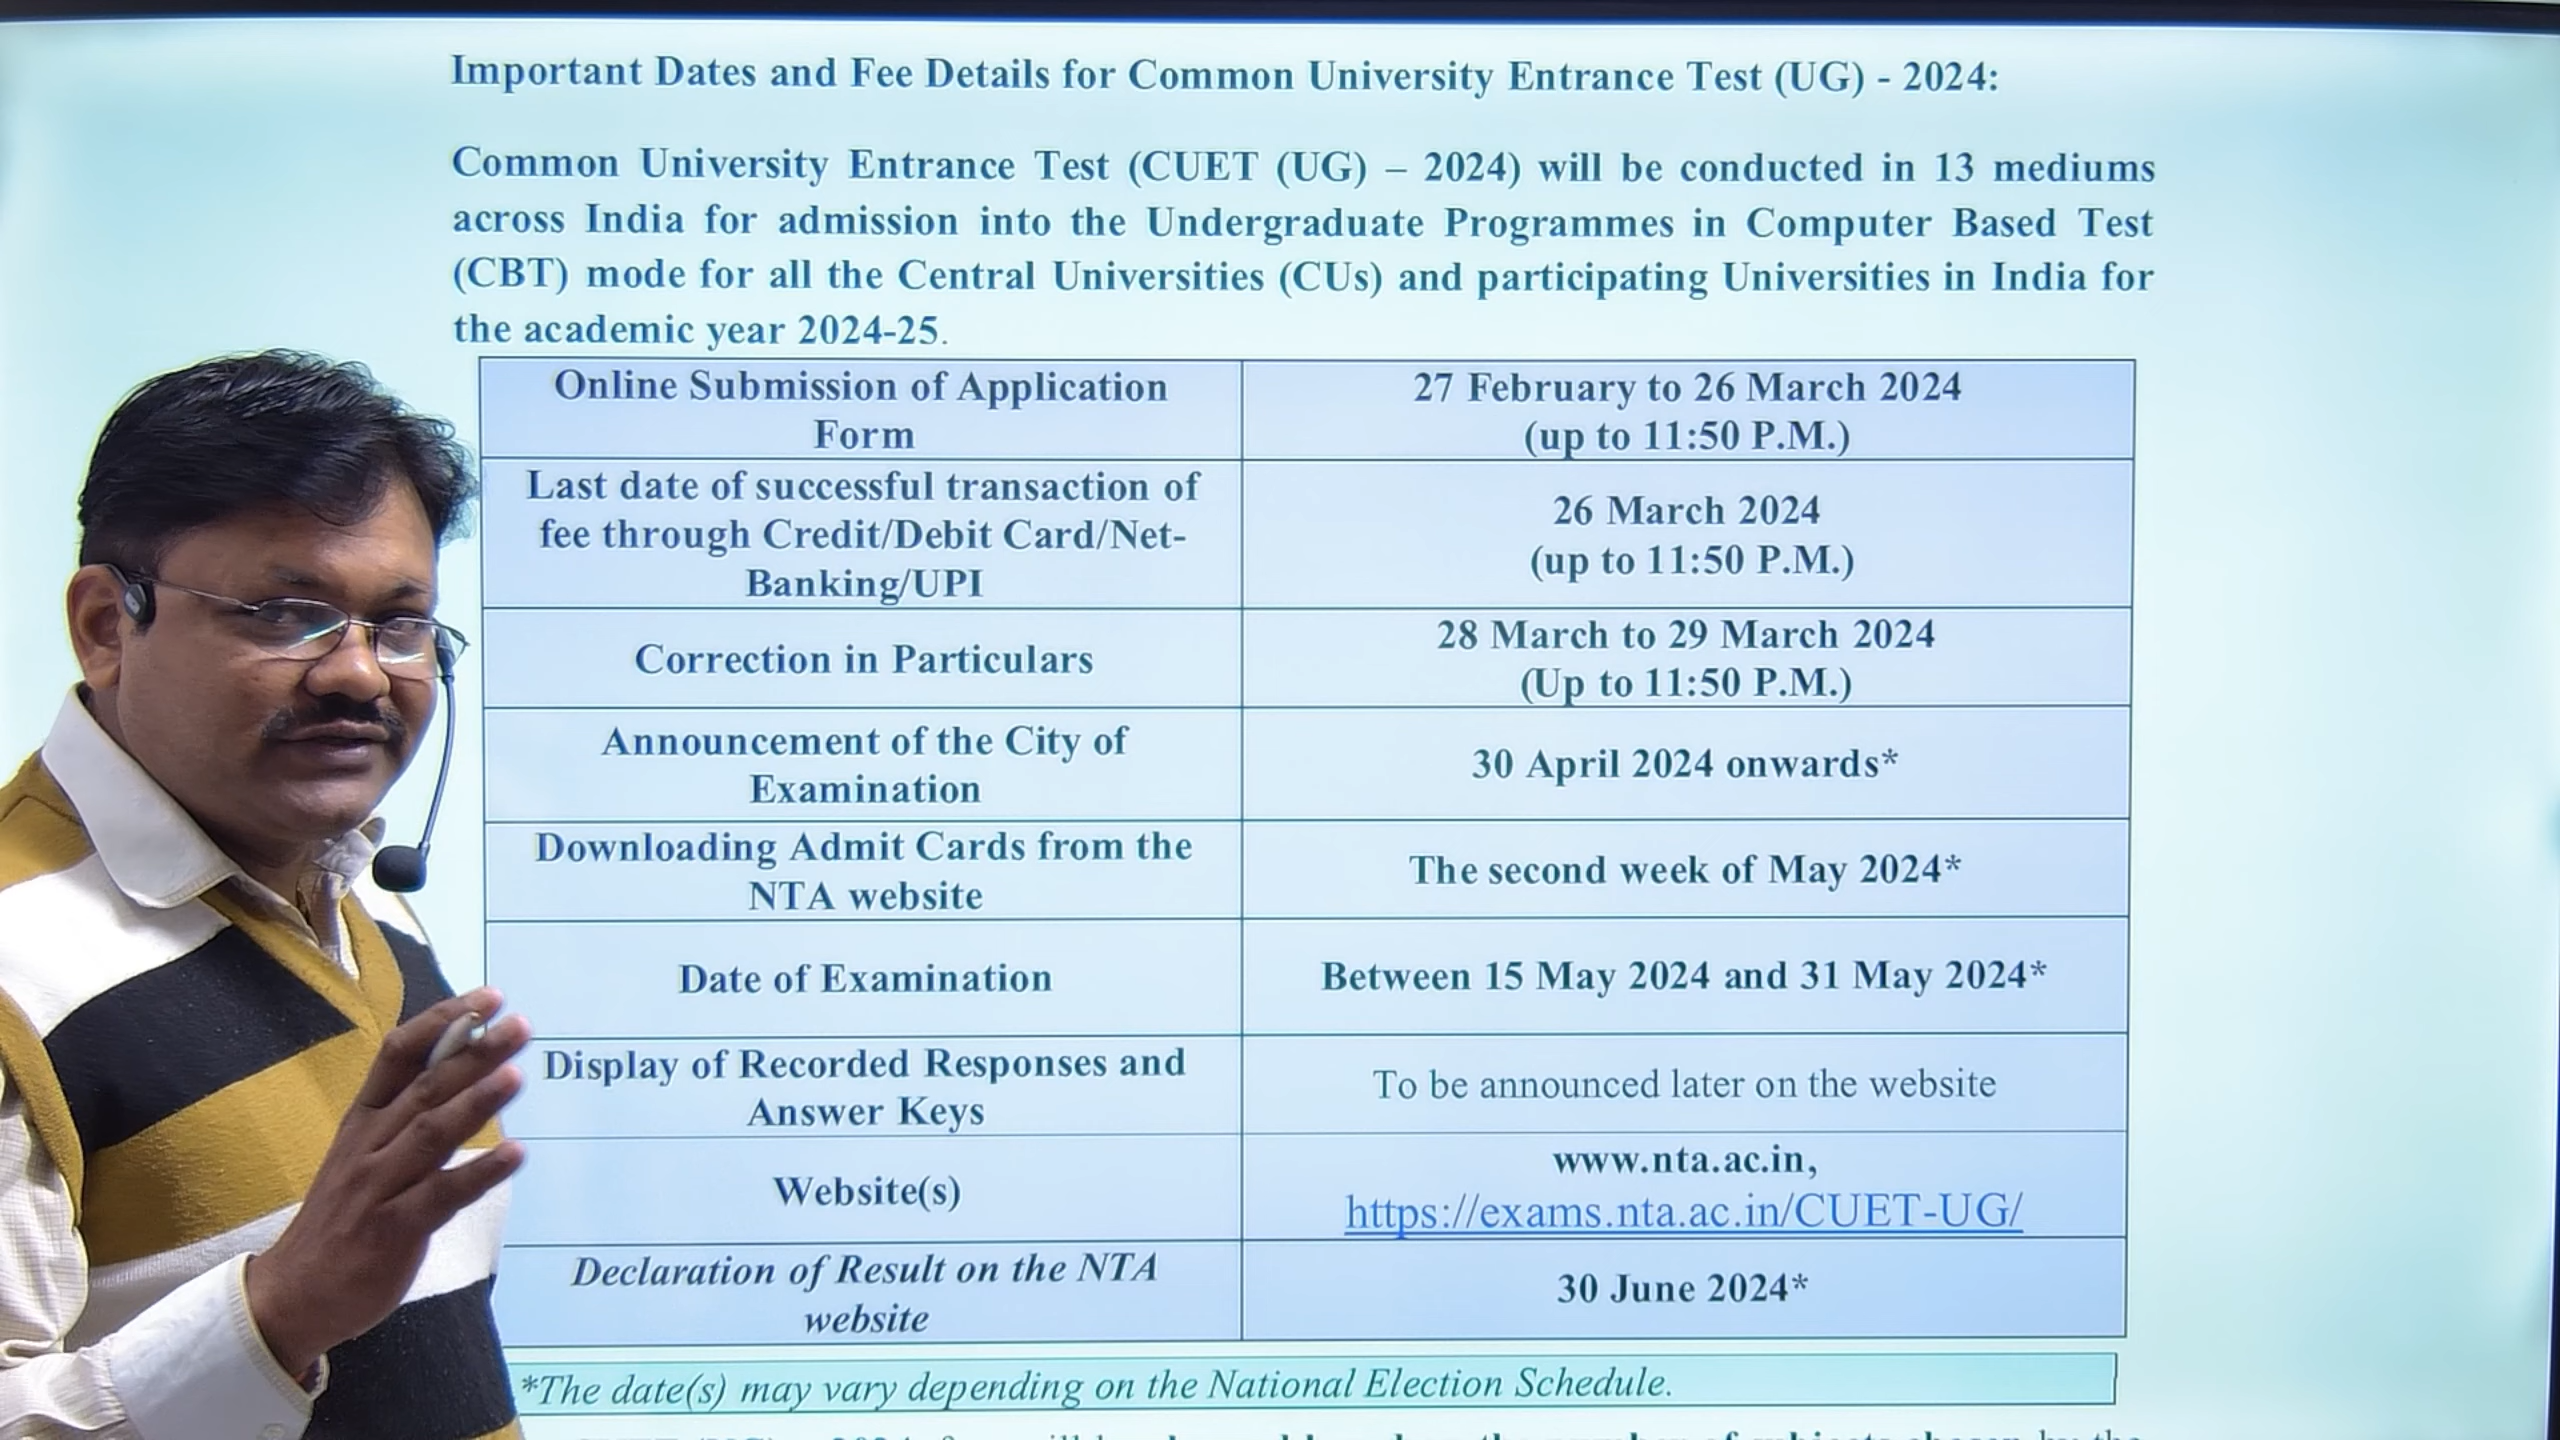 Important Dates and Fee Details for Common University Entrance Test (UG) - 2024:
Common University Entrance Test (CUET (UG) – 2024) will be conducted in 13 mediums
across India for admission into the Undergraduate Programmes in Computer Based Test
(CBT) mode for all the Central Universities (CUs) and participating Universities in India for
the academic year 2024-25.
Online Submission of Application
Form
27 February to 26 March 2024
(up to 11:50 P.M.)
Last date of successful transaction of
fee through Credit/Debit Card/Net-
Banking/UPI
26 March 2024
(up to 11:50 P.M.)
Correction in Particulars
28 March to 29 March 2024
(Up to 11:50 P.M.)
Announcement of the City of
Examination
30 April 2024 onwards*
Downloading Admit Cards from the
NTA website
The second week of May 2024*
Date of Examination
Between 15 May 2024 and 31 May 2024*
Display of Recorded Responses and
Answer Keys
To be announced later on the website
Website(s)
www.nta.ac.in,
https://exams.nta.ac.in/CUET-UG/
Declaration of Result on the NTA
website
30 June 2024*
*The date(s) may vary depending on the National Election Schedule.